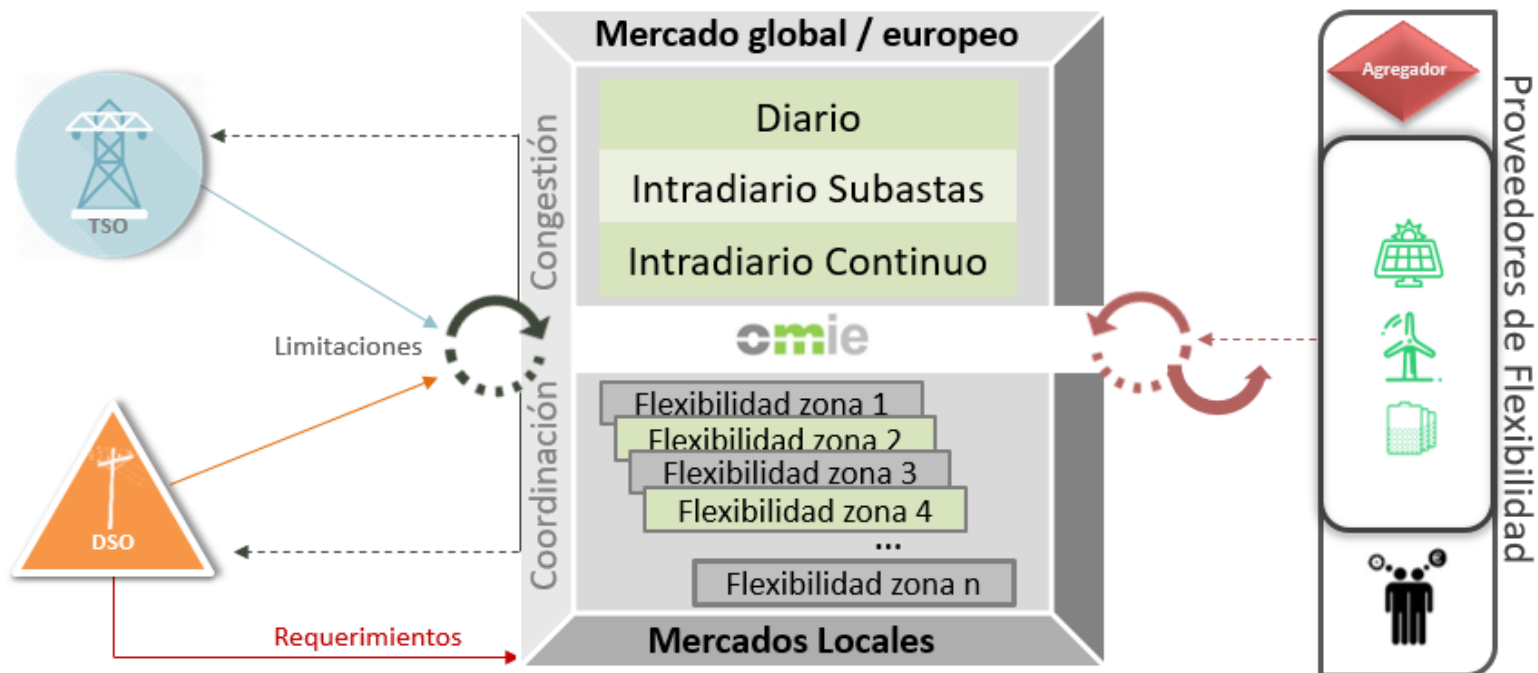 Mercado global / europeo
Diario
Intradiario Subastas
Intradiario Continuo
Congestión
Coordinación
omie
Flexibilidad zona 1
Flexibilidad zona 2
Flexibilidad zona 3
Flexibilidad zona 4
...
Flexibilidad zona n
Mercados Locales
TSO
Limitaciones
DSO
Requerimientos
Agregador
Proveedores de Flexibilidad
€